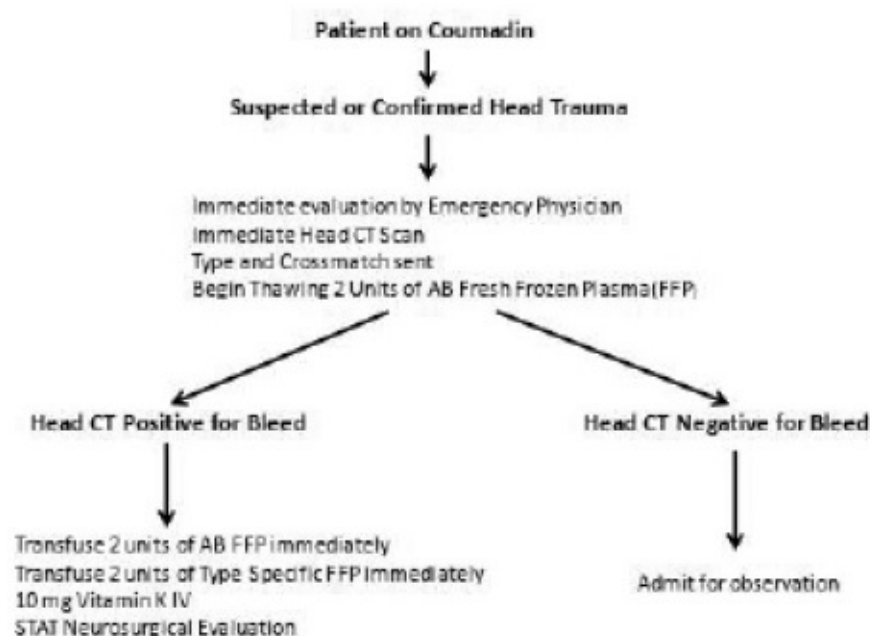 Patient on Coumadin
Suspected or Confirmed Head Trauma
Immediate evaluation by Emergency Physician
Immediate Head CT Scan
Type and Crossmatch sent
Begin Thawing 2 Units of AB Fresh Frozen Plasma(FFP)
Head CT Positive for Bleed
Transfuse 2 units of AB FFP immediately
Transfuse 2 units of Type Specific FFP immediately
10 mg Vitamin K IV
STAT Neurosurgical Evaluation
Head CT Negative for Bleed
Admit for observation